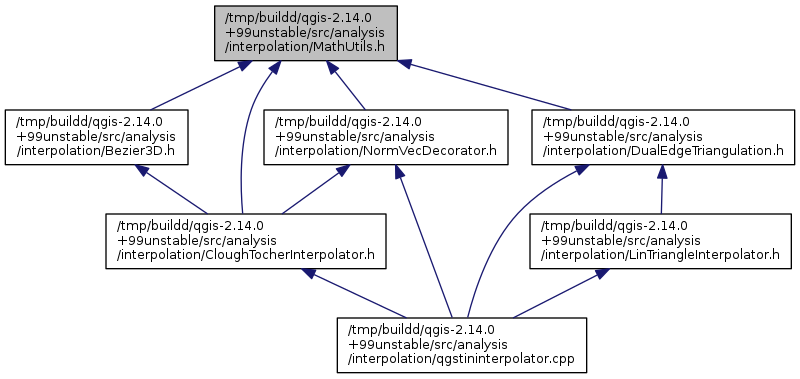 /tmp/buildd/qgis-2.14.0
+99unstable/src/analysis
/interpolation/MathUtils.h
/tmp/buildd/qgis-2.14.0
+99unstable/src/analysis
/interpolation/Bezier3D.h
/tmp/buildd/qgis-2.14.0
+99unstable/src/analysis
/interpolation/NormVecDecorator.h
/tmp/buildd/qgis-2.14.0
+99unstable/src/analysis
/interpolation/DualEdgeTriangulation.h
/tmp/buildd/qgis-2.14.0
+99unstable/src/analysis
/interpolation/CloughTocherInterpolator.h
/tmp/buildd/qgis-2.14.0
+99unstable/src/analysis
/interpolation/LinTriangleInterpolator.h
/tmp/buildd/qgis-2.14.0
+99unstable/src/analysis
/interpolation/qgstininterpolator.cpp